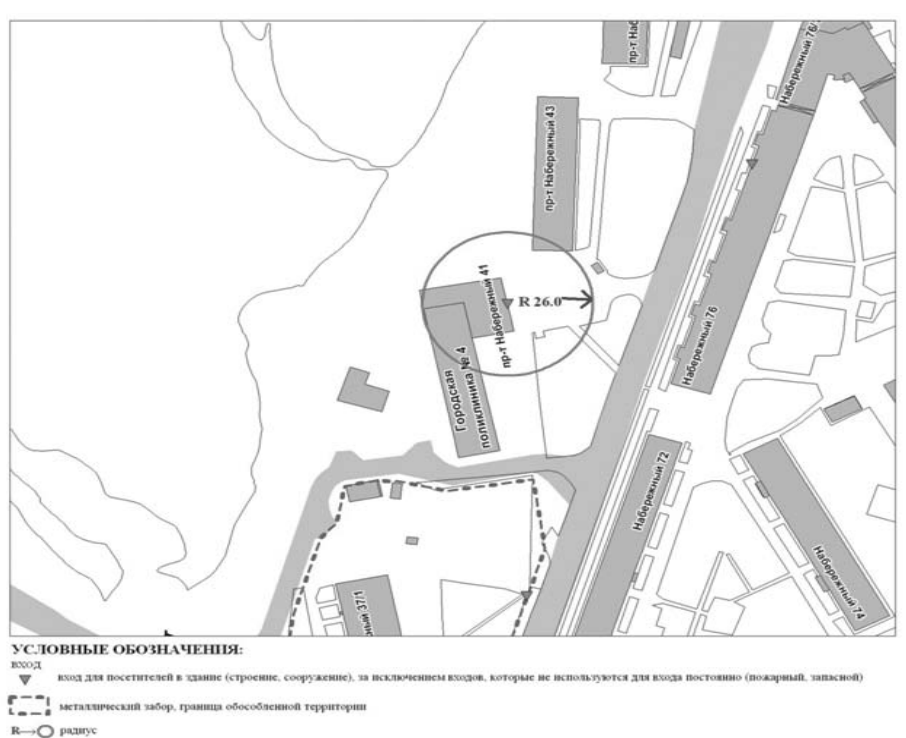 пр-т Наб
Набережный 76/
пр-т Набережный 43
пр-т Набережный 41
R 26.0
Набережный 76
Городская
поликлиника № 4
Набережный 72
Набережный 74
ный 37/1
УСЛОВНЫЕ ОБОЗНАЧЕНИЯ:
вход
вход для посетителей в здание (строение, сооружение), за исключением входов, которые не используются для входа постоянно (пожарный, запасной)
металлический забор, граница обособленной территории
R радиус